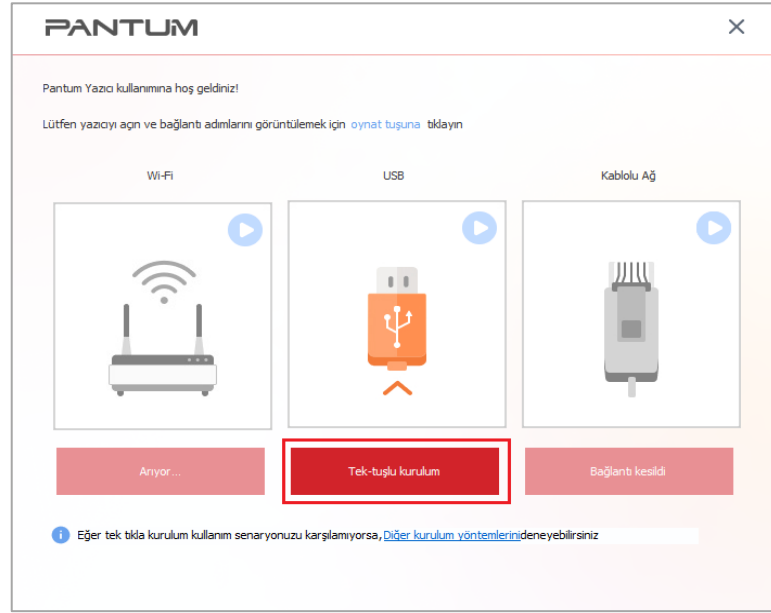 PANTUM
Pantum Yazıcı kullanımına hoş geldiniz!
Lütfen yazıcıyı açın ve bağlantı adımlarını görüntülemek için oynat tuşuna tıklayın
Wi-Fi
USB
Kablolu Ağ
Arıyor...
Tek-tuşlu kurulum
Bağlantı kesildi
Eğer tek tıkla kurulum kullanım senaryonuzu karşılamıyorsa, Diğer kurulum yöntemlerinideneyebilirsiniz